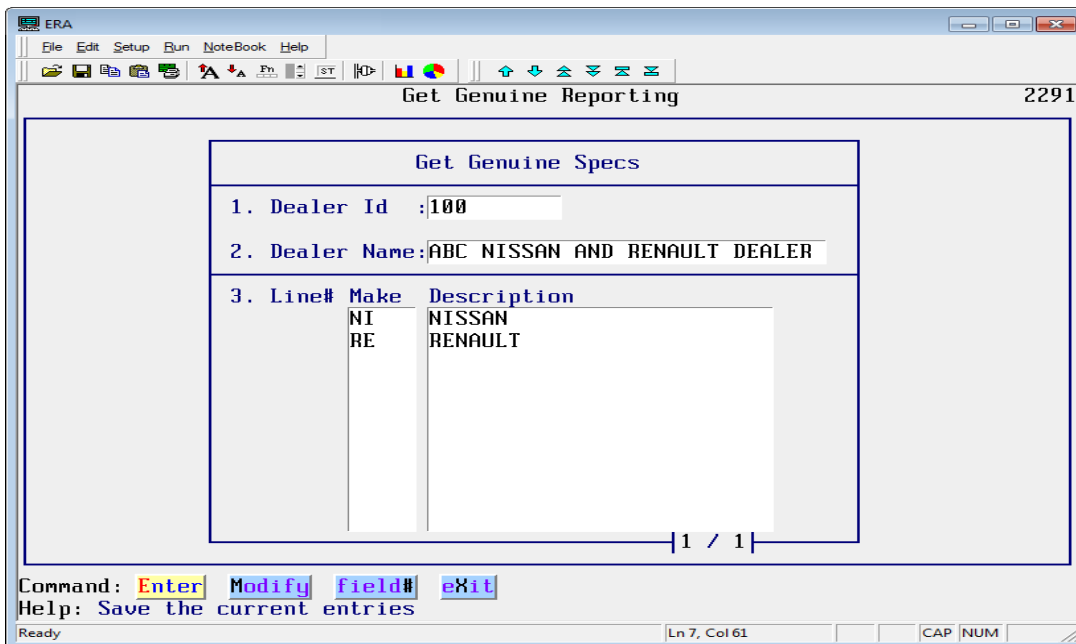 ERA
File Edit Setup Run NoteBook Help
A A Fn ST
Get Genuine Reporting 2291
Get Genuine Specs
1. Dealer Id :100
2. Dealer Name:ABC NISSAN AND RENAULT DEALER
3. Line# Make Description
NI NISSAN
RE RENAULT
1 / 1
Command: Enter Modify field# eXit
Help: Save the current entries
Ready Ln 7, Col 61 CAP NUM